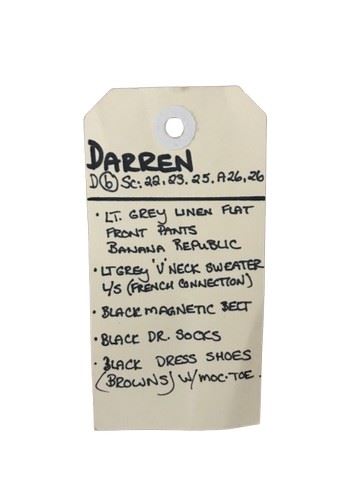 DARREN
D (6) SC: 22, 23. 25. A26, 26
• LT. GREY LINEN FLAT
FRONT PANTS
BANANA REPUBLIC
• LT GREY "V" NECK SWEATER
L/S (FRENCH CONNECTION)
• BLACK MAGNETIC BELT
• BLACK DR. SOCKS
• BLACK DRESS SHOES
(BROWNS) W/ MOC-TOE.